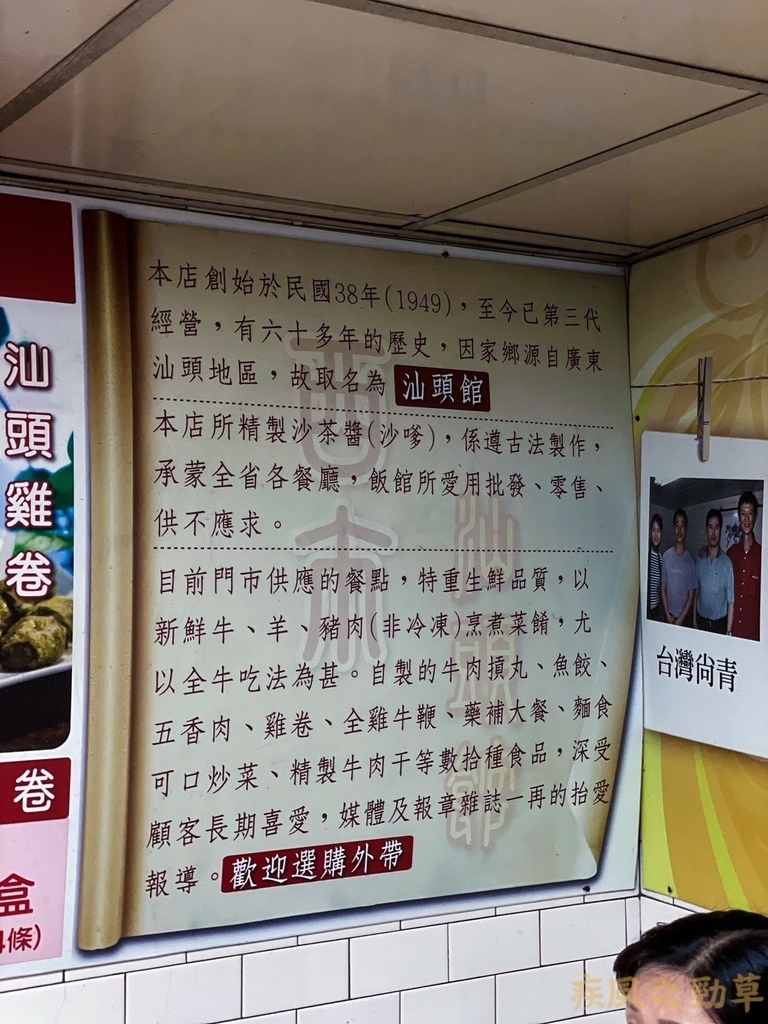 本店創始於民國38年(1949)，至今已第三代
經營，有六十多年的歷史，因家鄉源自廣東
汕頭地區，故取名為 汕頭館
本店所精製沙茶醬(沙嗲)，係遵古法製作，
承蒙全省各餐廳，飯館所愛用批發、零售、
供不應求。
目前門市供應的餐點，特重生鮮品質，以
新鮮牛、羊、豬肉(非冷凍)烹煮菜餚，尤
以全牛吃法為甚。自製的牛肉摃丸、魚餃、
五香肉、雞卷、全雞牛鞭、藥補大餐、麵食
可口炒菜、精製牛肉干等數拾種食品，深受
顧客長期喜愛，媒體及報章雜誌一再的抬愛
報導。歡迎選購外帶
西市
汕頭館
汕頭雞卷
卷
盒
4條)
台灣尚青
疾風之勁草